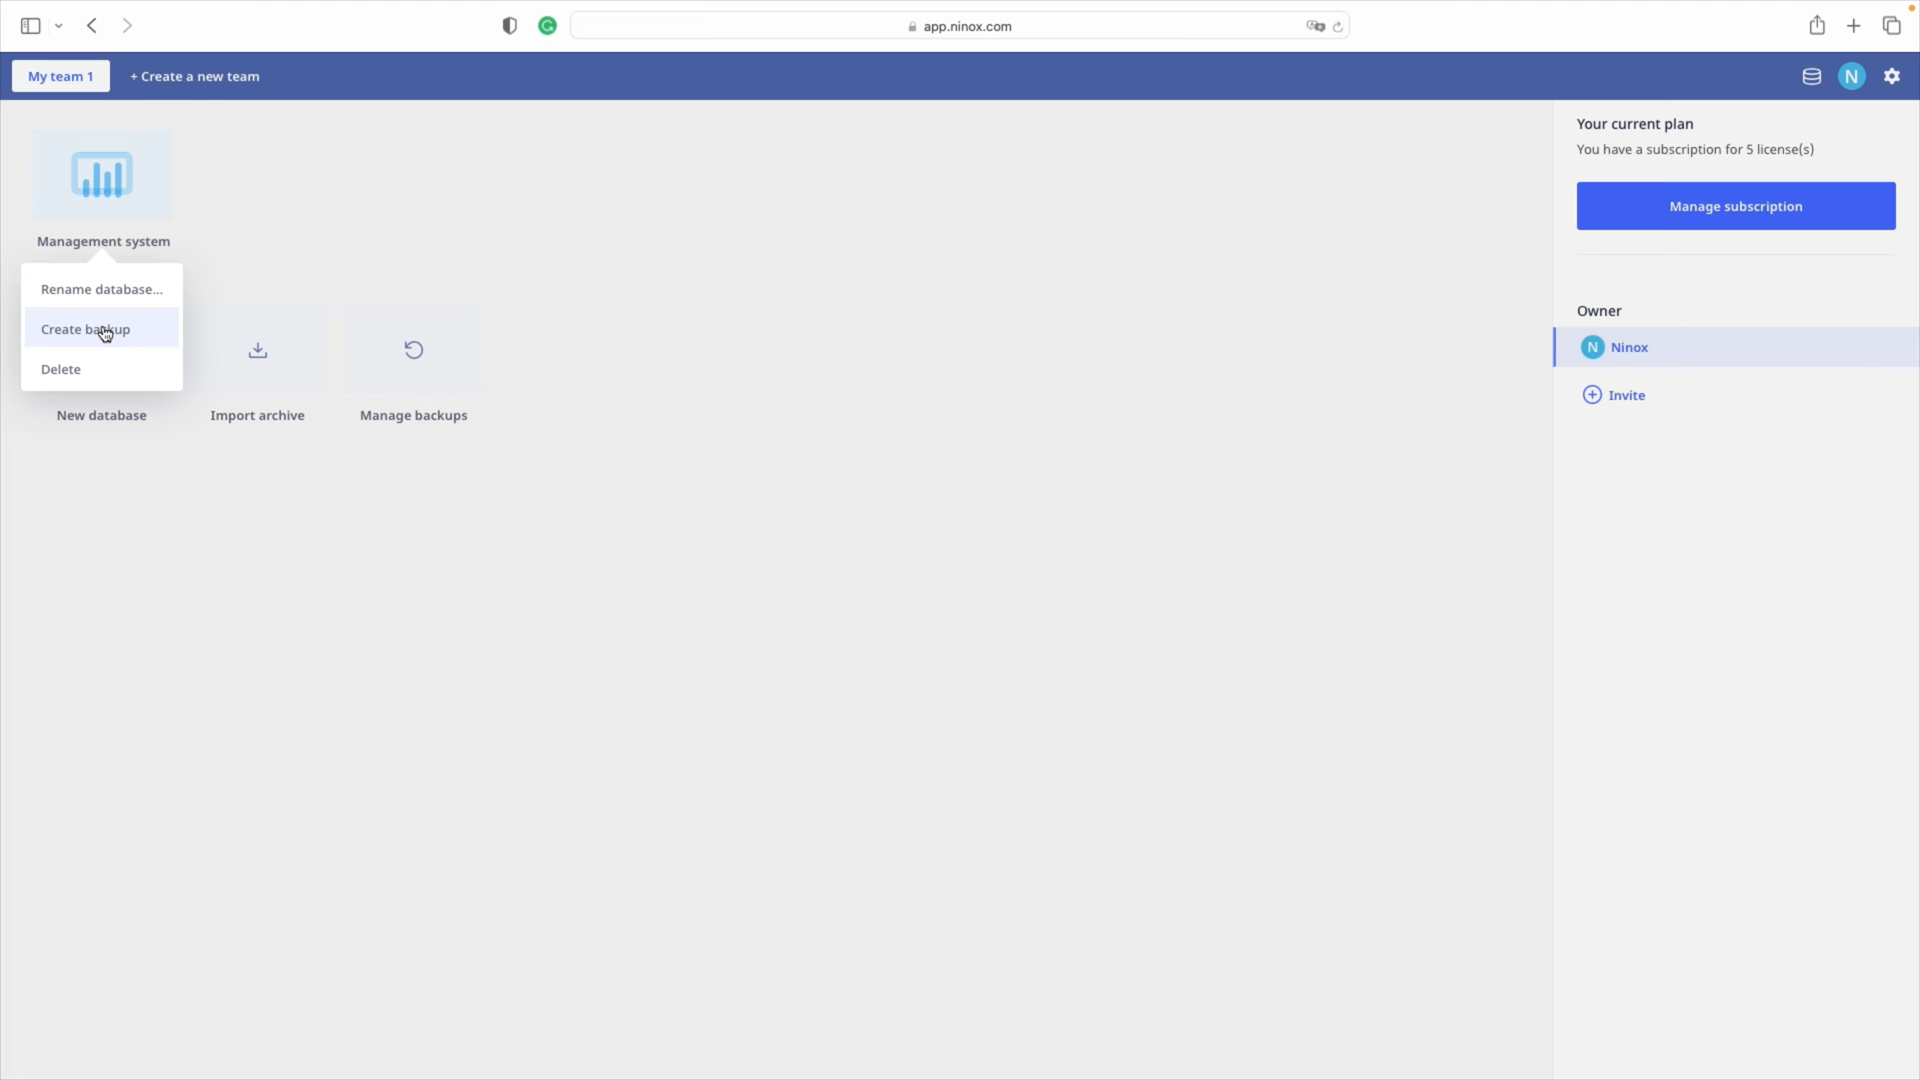 app.ninox.com
My team 1
+ Create a new team
N
Management system
Rename database...
Create backup
Delete
New database
Import archive
Manage backups
Your current plan
You have a subscription for 5 license(s)
Manage subscription
Owner
N Ninox
Invite